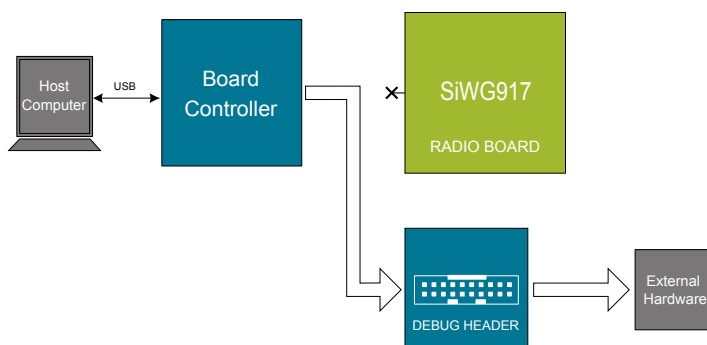 Host
Computer
USB
Board
Controller
SiWG917
RADIO BOARD
DEBUG HEADER
External
Hardware